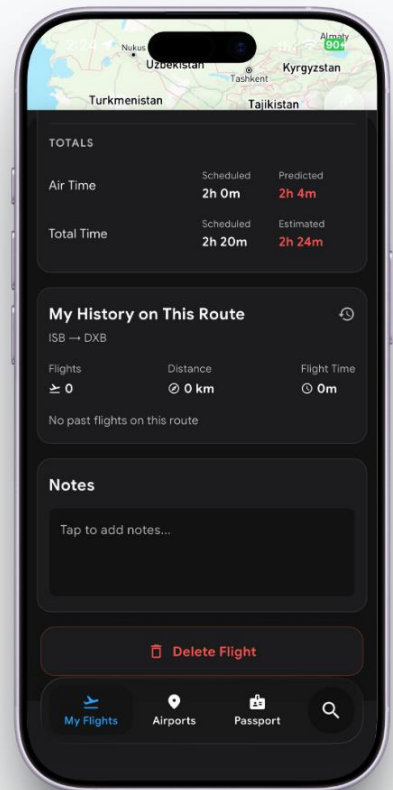 Almaty
90+
Nukus
Uzbekistan
Kyrgyzstan
Tashkent
Turkmenistan
Tajikistan
TOTALS
Scheduled Predicted
Air Time 2h 0m 2h 4m
Scheduled Estimated
Total Time 2h 20m 2h 24m
My History on This Route
ISB → DXB
Flights Distance Flight Time
0 0 km 0m
No past flights on this route
Notes
Tap to add notes...
Delete Flight
My Flights Airports Passport